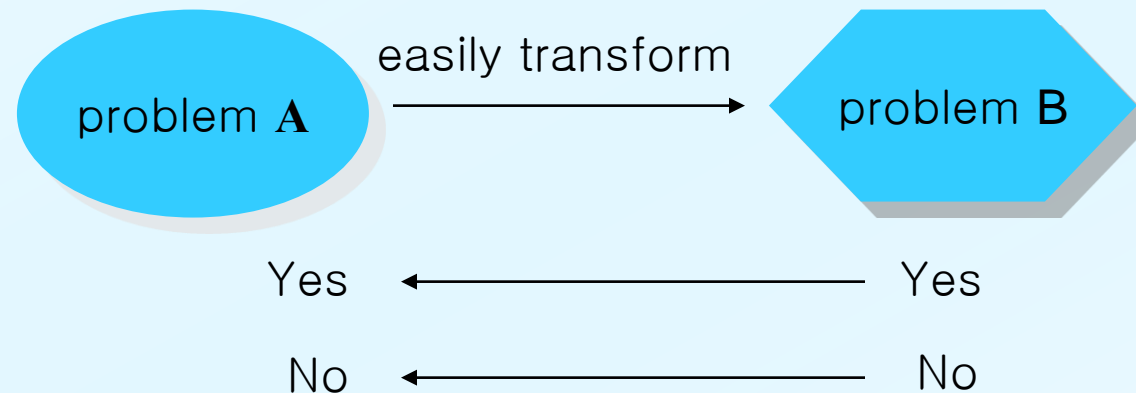 easily transform
problem A
problem B
Yes
Yes
No
No